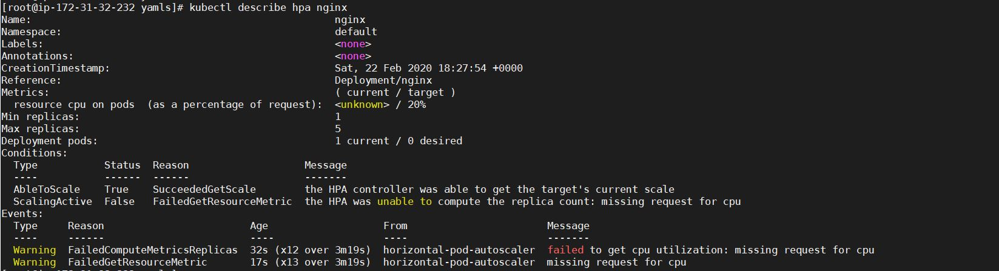 [root@ip-172-31-32-232 yamls]# kubectl describe hpa nginx
Name:                                                  nginx
Namespace:                                             default
Labels:                                                <none>
Annotations:                                           <none>
CreationTimestamp:                                     Sat, 22 Feb 2020 18:27:54 +0000
Reference:                                             Deployment/nginx
Metrics:                                               ( current / target )
  resource cpu on pods  (as a percentage of request):  <unknown> / 20%
Min replicas:                                          1
Max replicas:                                          5
Deployment pods:                                       1 current / 0 desired
Conditions:
  Type           Status  Reason                   Message
  ----           ------  ------                   -------
  AbleToScale    True    SucceededGetScale        the HPA controller was able to get the target's current scale
  ScalingActive  False   FailedGetResourceMetric  the HPA was unable to compute the replica count: missing request for cpu
Events:
  Type     Reason                        Age                   From                       Message
  ----     ------                        ----                  ----                       -------
  Warning  FailedComputeMetricsReplicas  32s (x12 over 3m19s)  horizontal-pod-autoscaler  failed to get cpu utilization: missing request for cpu
  Warning  FailedGetResourceMetric       17s (x13 over 3m19s)  horizontal-pod-autoscaler  missing request for cpu